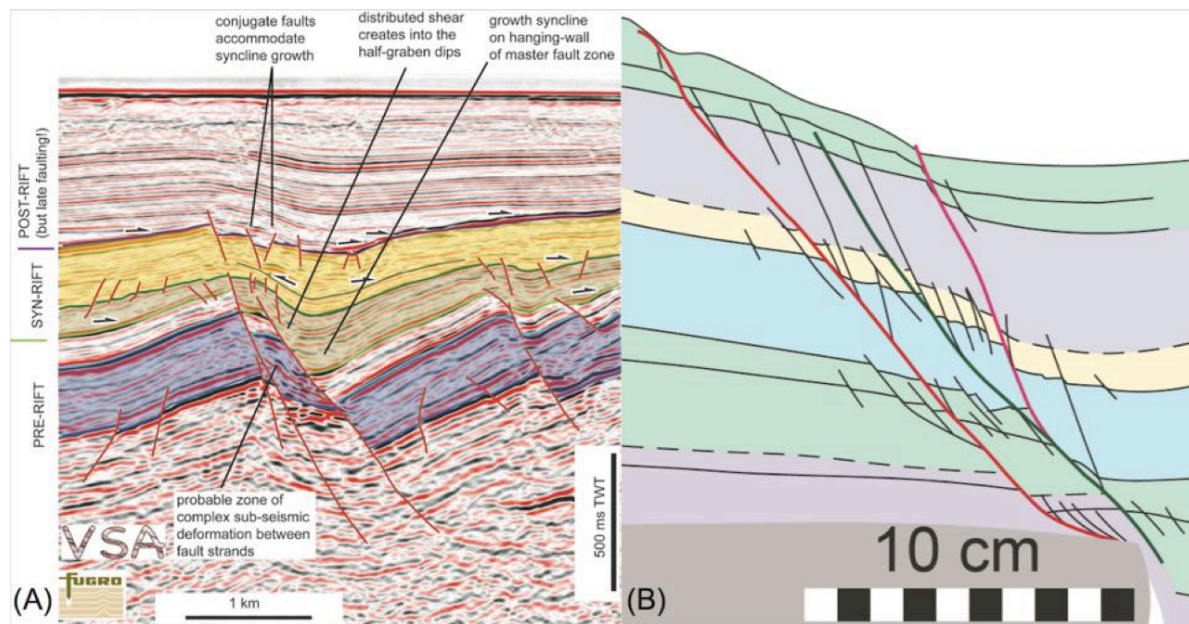 conjugate faults
accommodate
syncline growth
distributed shear
creates into the
half-graben dips
growth syncline
on hanging-wall
of master fault zone
POST-RIFT
(but late faulting!)
SYN-RIFT
PRE-RIFT
probable zone of
complex sub-seismic
deformation between
fault strands
500 ms TWT
VSA
fugro
1 km
(A)
10 cm
(B)